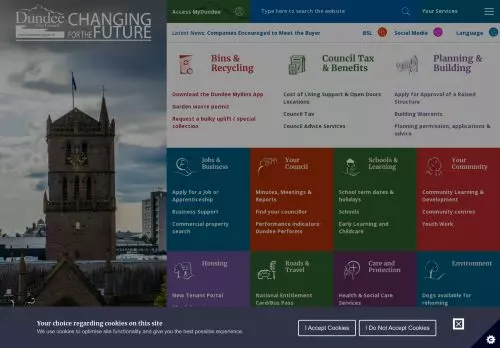 Dundee CHANGING
FOR THE FUTURE
Access MyDundee
Type here to search the website
Your Services
Latest News: Companies Encouraged to Meet the Buyer
BSL
Social Media
Language
Bins &
Recycling
Download the Dundee MyBins App
Garden waste permit
Request a bulky uplift / special
collection
Council Tax
& Benefits
Cost of Living Support & Open Doors
Locations
Council Tax
Council Advice Services
Planning &
Building
Apply for Approval of a Raised
Structure
Building Warrants
Planning permission, applications &
advice
Jobs &
Business
Apply for a Job or
Apprenticeship
Business Support
Commercial property
search
Your
Council
Minutes, Meetings &
Reports
Find your councillor
Performance indicators:
Dundee Performs
Schools &
Learning
School term dates &
holidays
Schools
Early Learning and
Childcare
Your
Community
Community Learning &
Development
Community centres
Youth Work
Housing
New Tenant Portal
Roads &
Travel
National Entitlement
Card/Bus Pass
Care and
Protection
Health & Social Care
Services
Environment
Dogs available for
rehoming
Your choice regarding cookies on this site
We use cookies to optimise site functionality and give you the best possible experience.
I Accept Cookies
I Do Not Accept Cookies